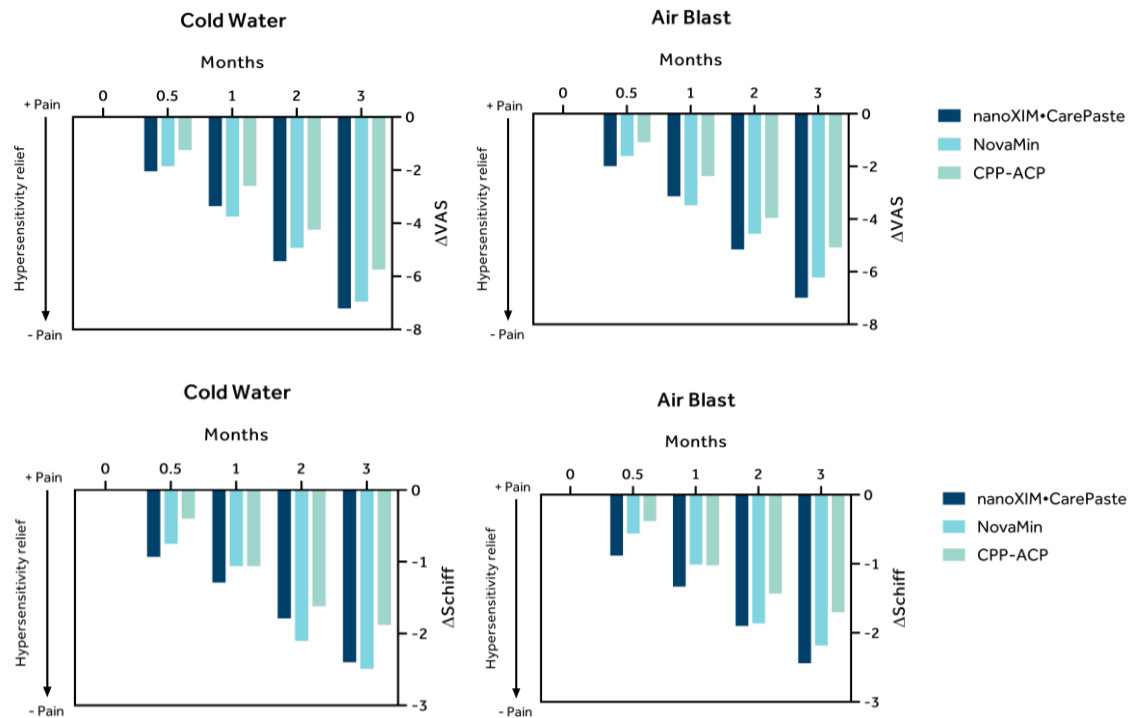 Cold Water
Months
0 0.5 1 2 3
+ Pain
Hypersensitivity relief
- Pain
0
-2
-4
-6
-8
ΔVAS
Air Blast
Months
0 0.5 1 2 3
+ Pain
Hypersensitivity relief
- Pain
0
-2
-4
-6
-8
ΔVAS
nanoXIM•CarePaste
NovaMin
CPP-ACP
Cold Water
Months
0 0.5 1 2 3
+ Pain
Hypersensitivity relief
- Pain
0
-1
-2
-3
ΔSchiff
Air Blast
Months
0 0.5 1 2 3
+ Pain
Hypersensitivity relief
- Pain
0
-1
-2
-3
ΔSchiff
nanoXIM•CarePaste
NovaMin
CPP-ACP